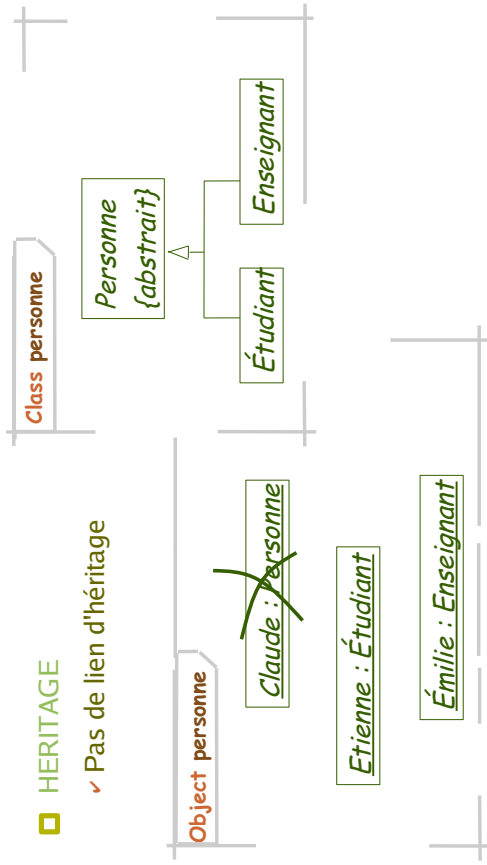 HERITAGE
✔ Pas de lien d'héritage
Class personne
Personne
{abstrait}
Étudiant
Enseignant
Object personne
Claude : Personne
Etienne : Étudiant
Émilie : Enseignant